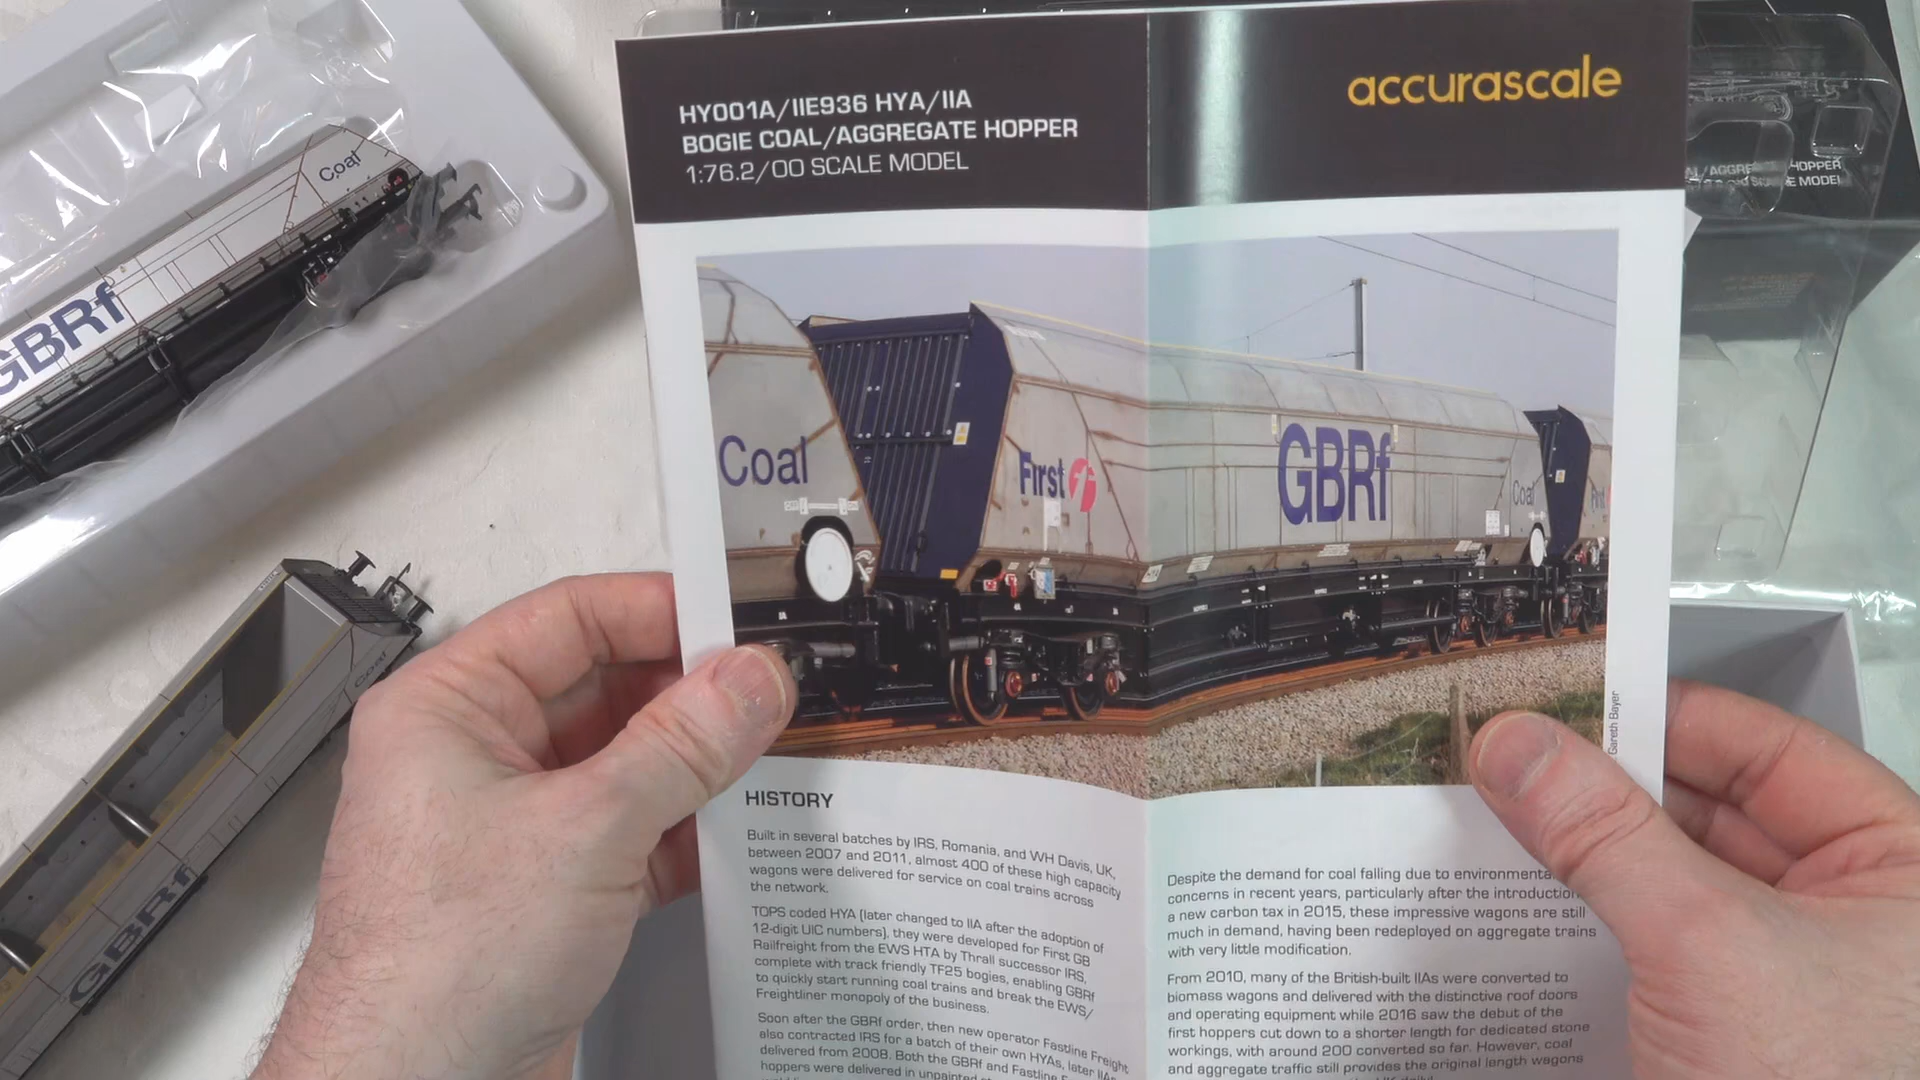 HY001A/IIE936 HYA/IIA
BOGIE COAL/AGGREGATE HOPPER
1:76.2/OO SCALE MODEL
accurascale
Coal
First
GBRf
Coal
First
Gareth Bayer
HISTORY
Built in several batches by IRS, Romania, and WH Davis, UK,
between 2007 and 2011, almost 400 of these high capacity
wagons were delivered for service on coal trains across
the network.
TOPS coded HYA (later changed to IIA after the adoption of
12-digit UIC numbers), they were developed for First GB
Railfreight from the EWS HTA by Thrall successor IRS,
complete with track friendly TF25 bogies, enabling GBRf
to quickly start running coal trains and break the EWS/
Freightliner monopoly of the business.
Soon after the GBRf order, then new operator Fastline Freight
also contracted IRS for a batch of their own HYAs, later IIAs
delivered from 2008. Both the GBRf and Fastline
hoppers were delivered in unpainted
Despite the demand for coal falling due to environmenta
concerns in recent years, particularly after the introduction
a new carbon tax in 2015, these impressive wagons are still
much in demand, having been redeployed on aggregate trains
with very little modification.
From 2010, many of the British-built IIAs were converted to
biomass wagons and delivered with the distinctive roof doors
and operating equipment while 2016 saw the debut of the
first hoppers cut down to a shorter length for dedicated stone
workings, with around 200 converted so far. However, coal
and aggregate traffic still provides the original length wagons
Coal
GBRf
Coal
GBRf
HOPPER
E MODEL